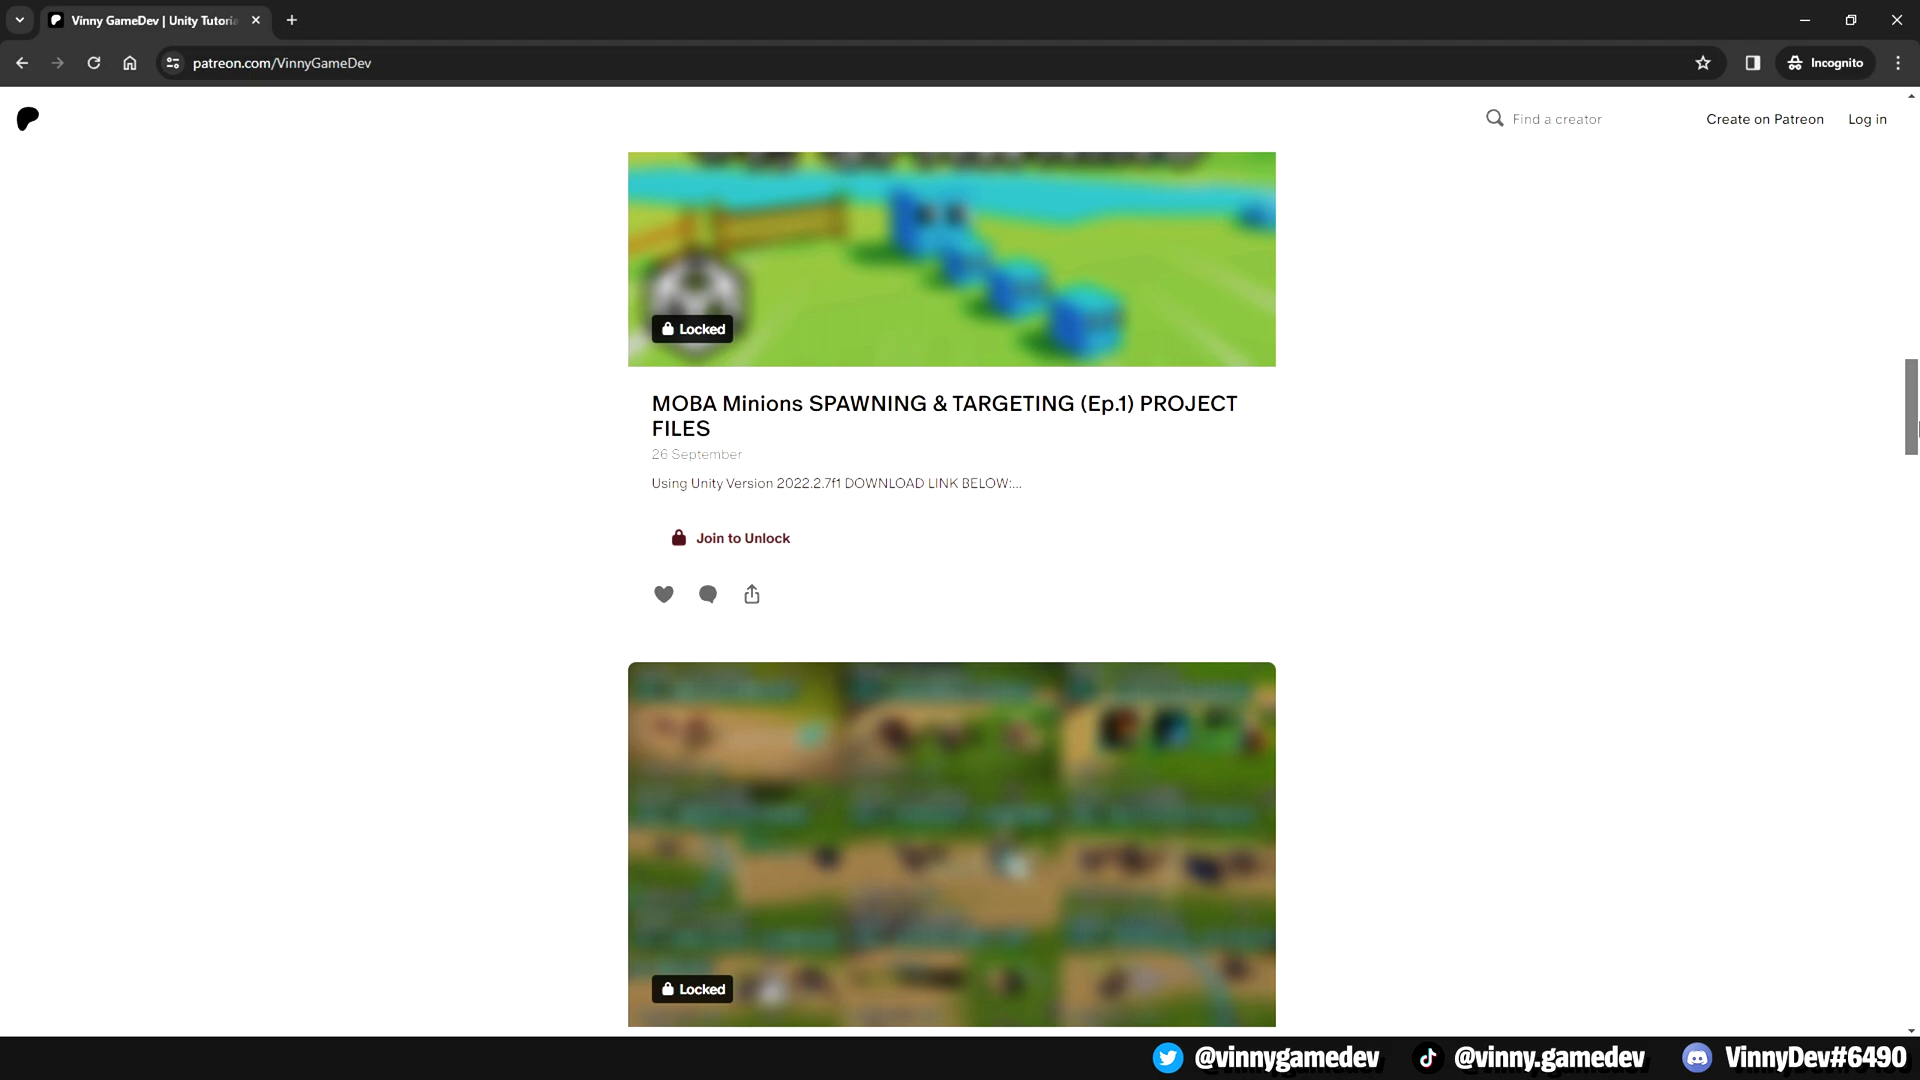 Vinny GameDev | Unity Tutoria
patreon.com/VinnyGameDev
Incognito
Find a creator
Create on Patreon
Log in
Locked
MOBA Minions SPAWNING & TARGETING (Ep.1) PROJECT
FILES
26 September
Using Unity Version 2022.2.7f1 DOWNLOAD LINK BELOW:...
Join to Unlock
Locked
@vinnygamedev
@vinny.gamedev
VinnyDev#6490